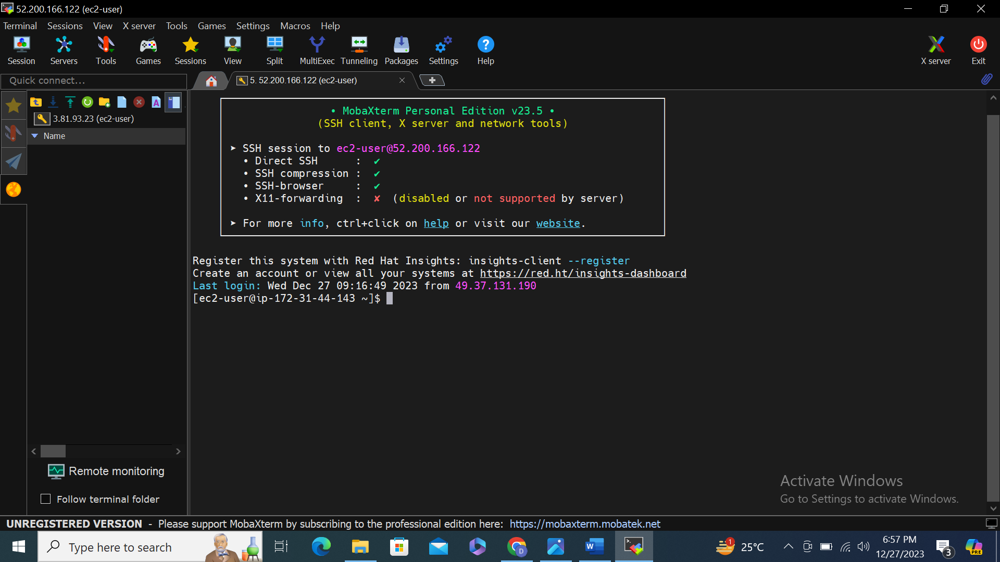 52.200.166.122 (ec2-user)
Terminal Sessions View X server Tools Games Settings Macros Help
Session Servers Tools Games Sessions View Split MultiExec Tunneling Packages Settings Help X server Exit
Quick connect...
5. 52.200.166.122 (ec2-user)
3.81.93.23 (ec2-user)
Name
• MobaXterm Personal Edition v23.5 •
(SSH client, X server and network tools)
➤ SSH session to ec2-user@52.200.166.122
• Direct SSH : ✔
• SSH compression : ✔
• SSH-browser : ✔
• X11-forwarding : ✘ (disabled or not supported by server)
➤ For more info, ctrl+click on help or visit our website.
Register this system with Red Hat Insights: insights-client --register
Create an account or view all your systems at https://red.ht/insights-dashboard
Last login: Wed Dec 27 09:16:49 2023 from 49.37.131.190
[ec2-user@ip-172-31-44-143 ~]$
Remote monitoring
Follow terminal folder
Activate Windows
Go to Settings to activate Windows.
UNREGISTERED VERSION - Please support MobaXterm by subscribing to the professional edition here: https://mobaxterm.mobatek.net
Type here to search
D
W
1
25°C
6:57 PM
12/27/2023
3
PRE